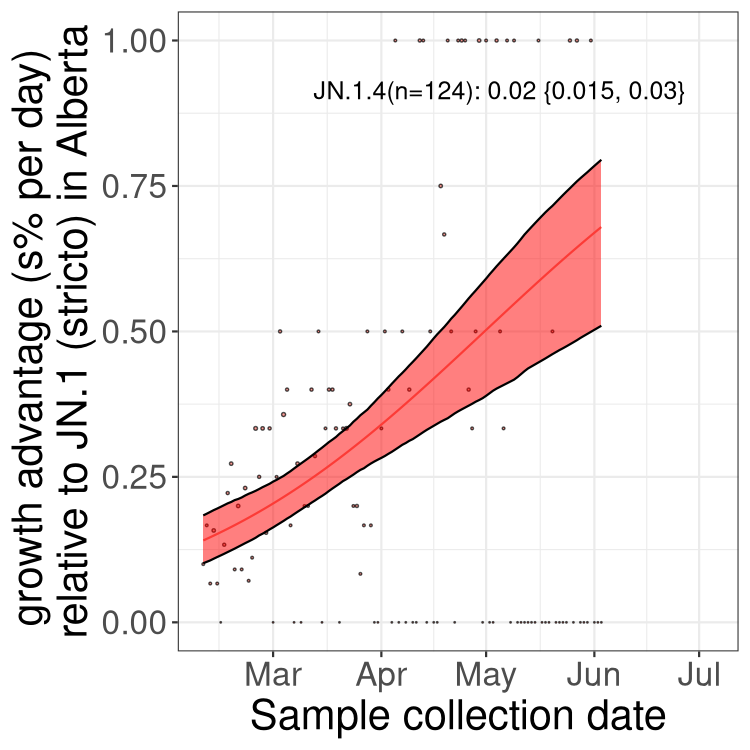 growth advantage (s% per day)
relative to JN.1 (stricto) in Alberta
1.00
JN.1.4(n=124): 0.02 {0.015, 0.03}
0.75
0.50
0.25
0.00
Mar Apr May Jun Jul
Sample collection date